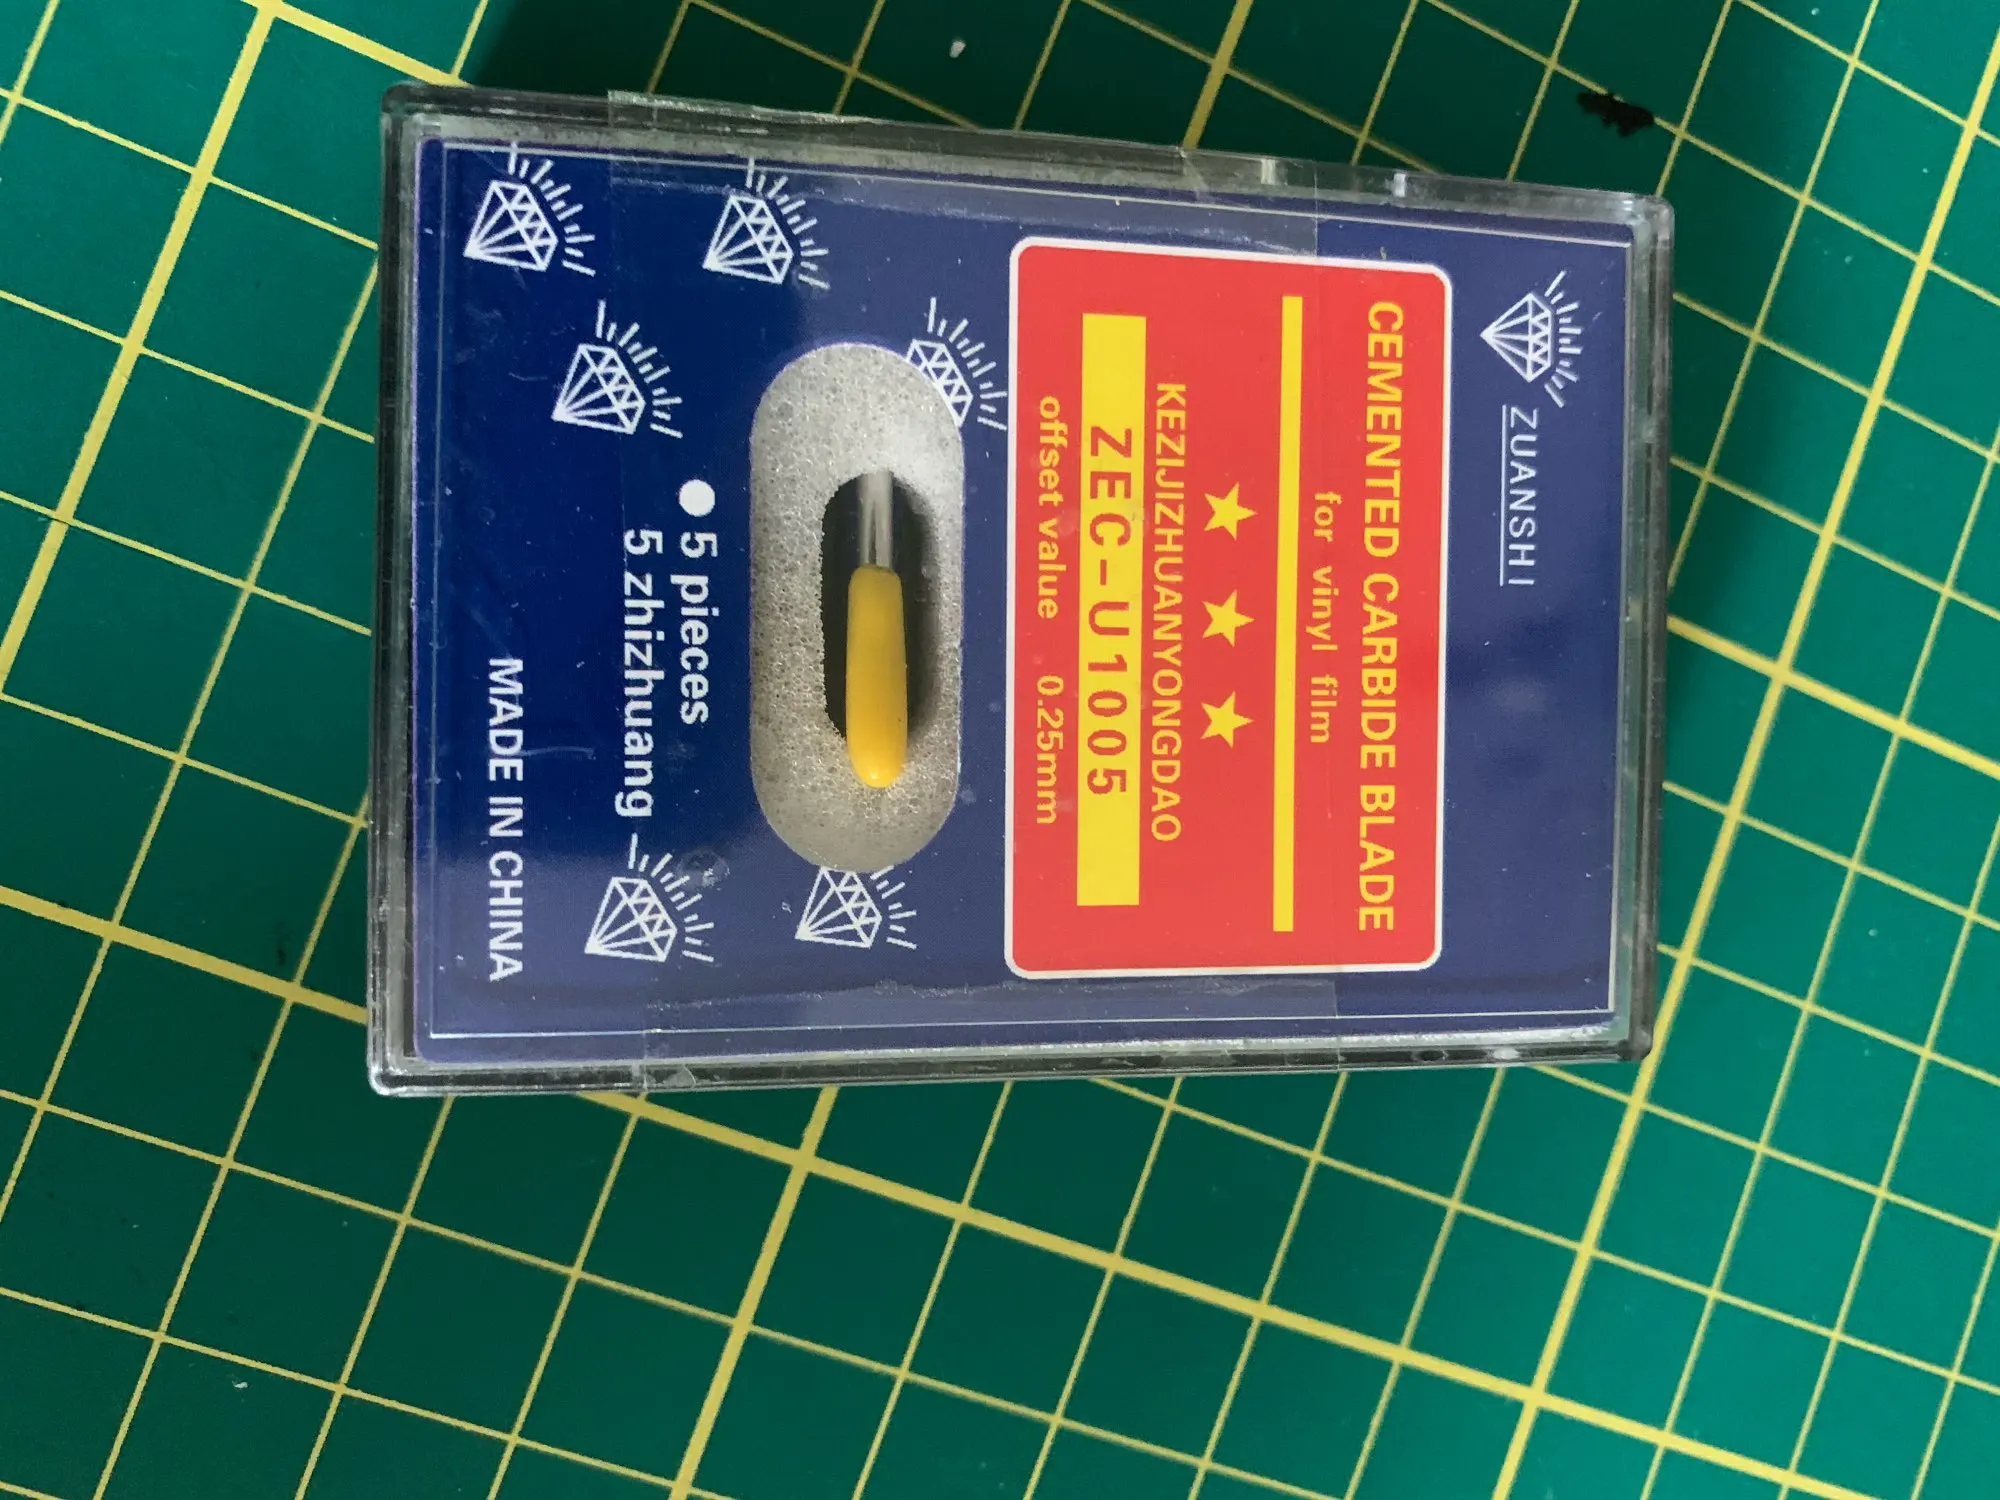 ZUANSHI
CEMENTED CARBIDE BLADE
for vinyl film
KEZIJIZHUANYONGDAO
ZEC-U1005
offset value 0.25mm
5 pieces
5 zhizhuang
MADE IN CHINA